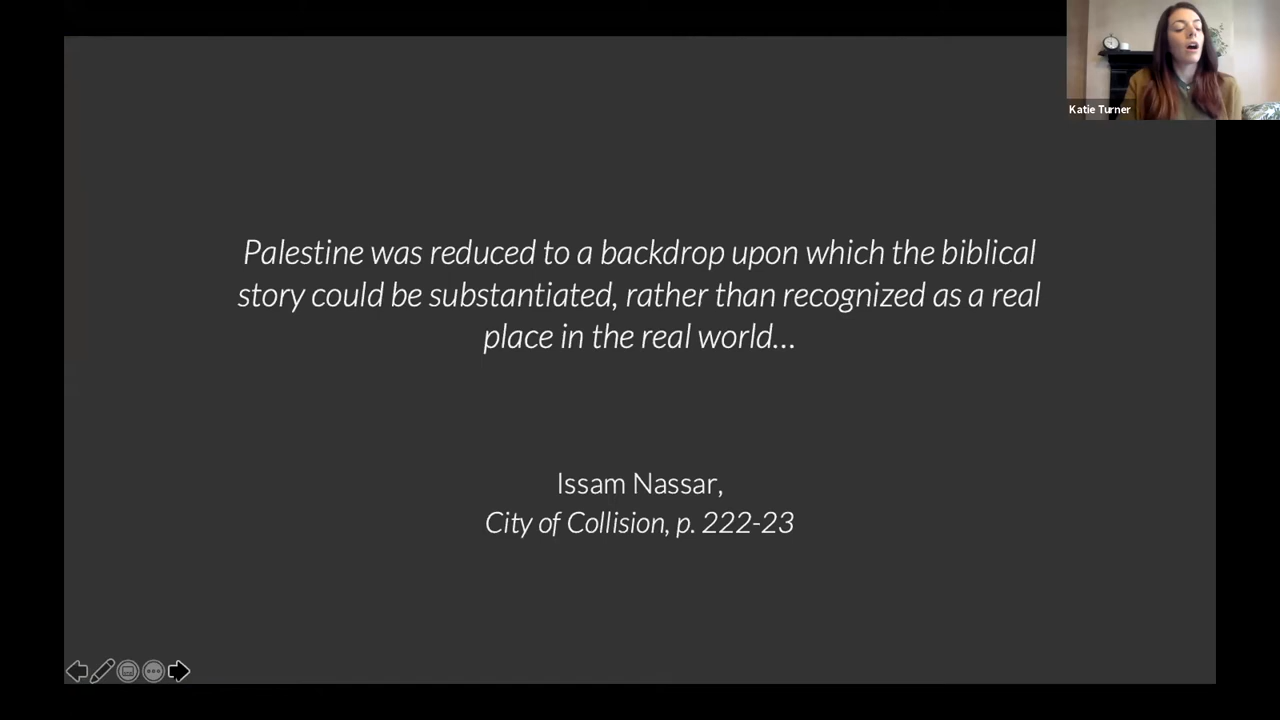 Katie Turner
Palestine was reduced to a backdrop upon which the biblical
story could be substantiated, rather than recognized as a real
place in the real world...
Issam Nassar,
City of Collision, p. 222-23